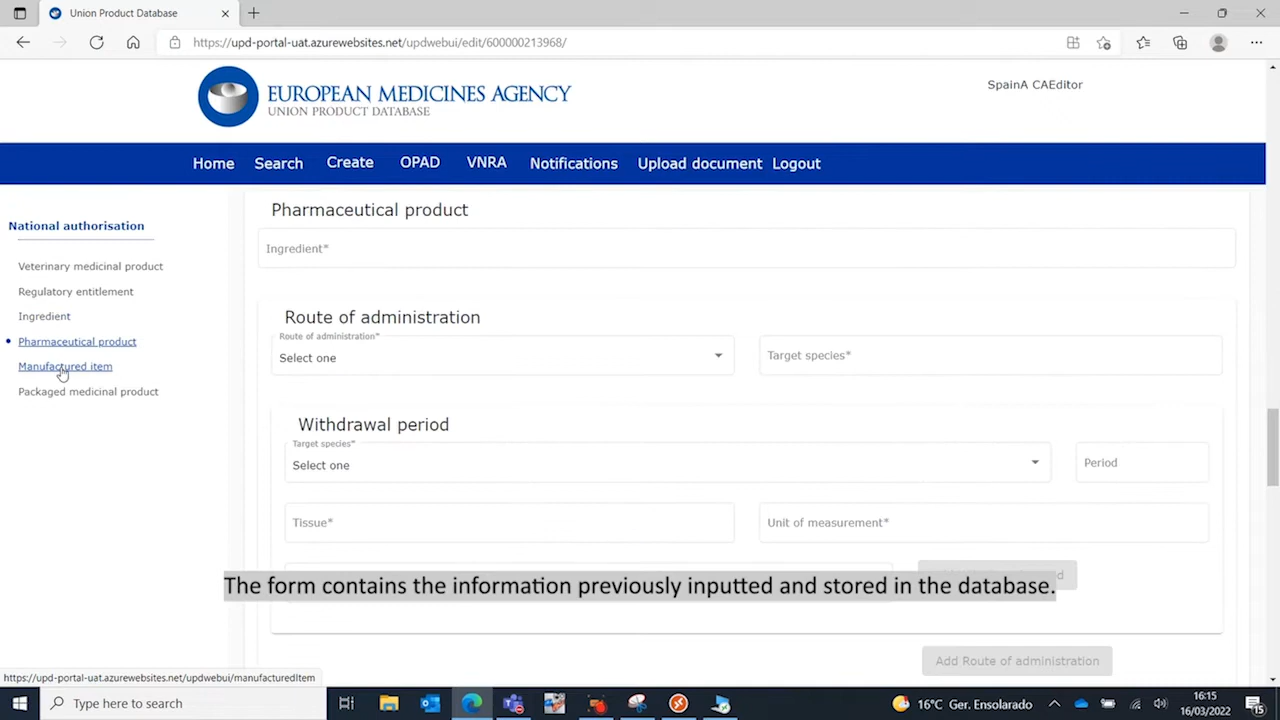 Union Product Database
https://upd-portal-uat.azurewebsites.net/updwebui/edit/600000213968/
EUROPEAN MEDICINES AGENCY
UNION PRODUCT DATABASE
SpainA CAEditor
Home Search Create OPAD VNRA Notifications Upload document Logout
National authorisation
Veterinary medicinal product
Regulatory entitlement
Ingredient
Pharmaceutical product
Manufactured item
Packaged medicinal product
Pharmaceutical product
Ingredient*
Route of administration
Route of administration*
Select one
Target species*
Withdrawal period
Target species*
Select one
Period
Tissue*
Unit of measurement*
The form contains the information previously inputted and stored in the database.
Add Route of administration
https://upd-portal-uat.azurewebsites.net/updwebui/manufacturedItem
Type here to search
16°C Ger. Ensolarado
16:15
16/03/2022
15